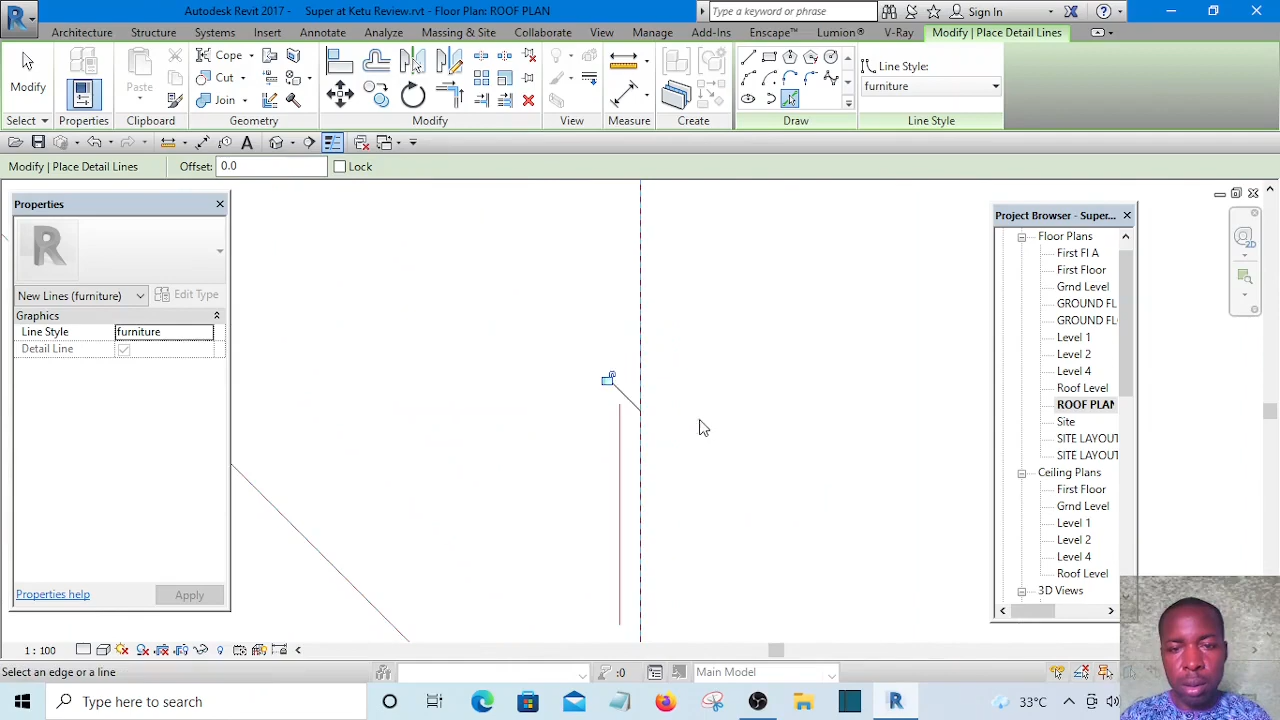 Autodesk Revit 2017 - Super at Ketu Review.rvt - Floor Plan: ROOF PLAN
Type a keyword or phrase
Sign In
Architecture Structure Systems Insert Annotate Analyze Massing & Site Collaborate View Manage Add-Ins Enscape™ Lumion® V-Ray Modify | Place Detail Lines
Modify
Paste
Cope
Cut
Join
Line Style:
furniture
Select Properties Clipboard Geometry Modify View Measure Create Draw Line Style
Modify | Place Detail Lines Offset: 0.0 Lock
Properties
R
New Lines (furniture) Edit Type
Graphics
Line Style furniture
Detail Line
Properties help Apply
Project Browser - Super...
Floor Plans
First Fl A
First Floor
Grnd Level
GROUND FL
GROUND FL
Level 1
Level 2
Level 4
Roof Level
ROOF PLAN
Site
SITE LAYOUT
SITE LAYOUT
Ceiling Plans
First Floor
Grnd Level
Level 1
Level 2
Level 4
Roof Level
3D Views
2D
1 : 100
Select an edge or a line
:0
Main Model
Type here to search
33°C